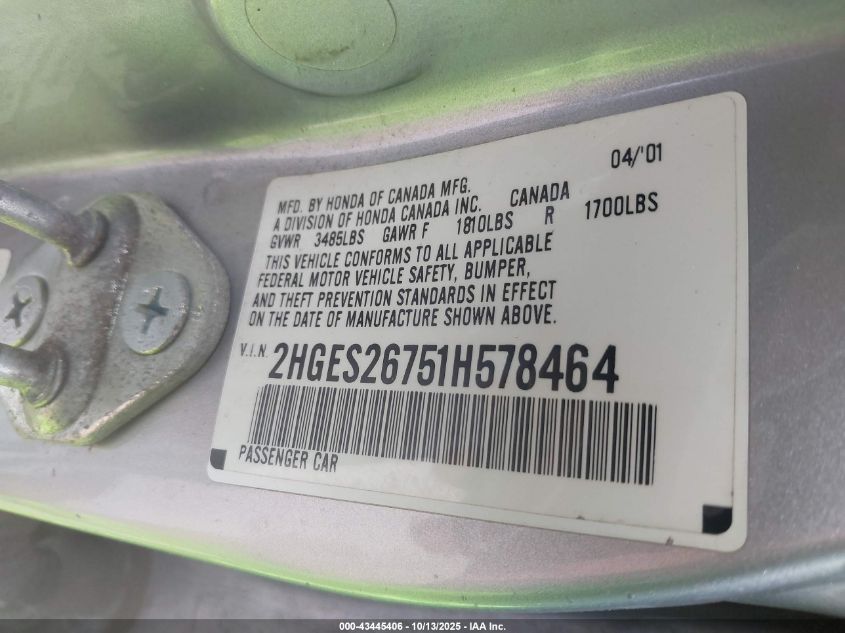 04/'01
MFD. BY HONDA OF CANADA MFG.
A DIVISION OF HONDA CANADA INC. CANADA
GVWR 3485LBS GAWR F 1810LBS R 1700LBS
THIS VEHICLE CONFORMS TO ALL APPLICABLE
FEDERAL MOTOR VEHICLE SAFETY, BUMPER,
AND THEFT PREVENTION STANDARDS IN EFFECT
ON THE DATE OF MANUFACTURE SHOWN ABOVE.
V.I.N. 2HGES26751H578464
PASSENGER CAR
000-43445406 - 10/13/2025 - IAA Inc.